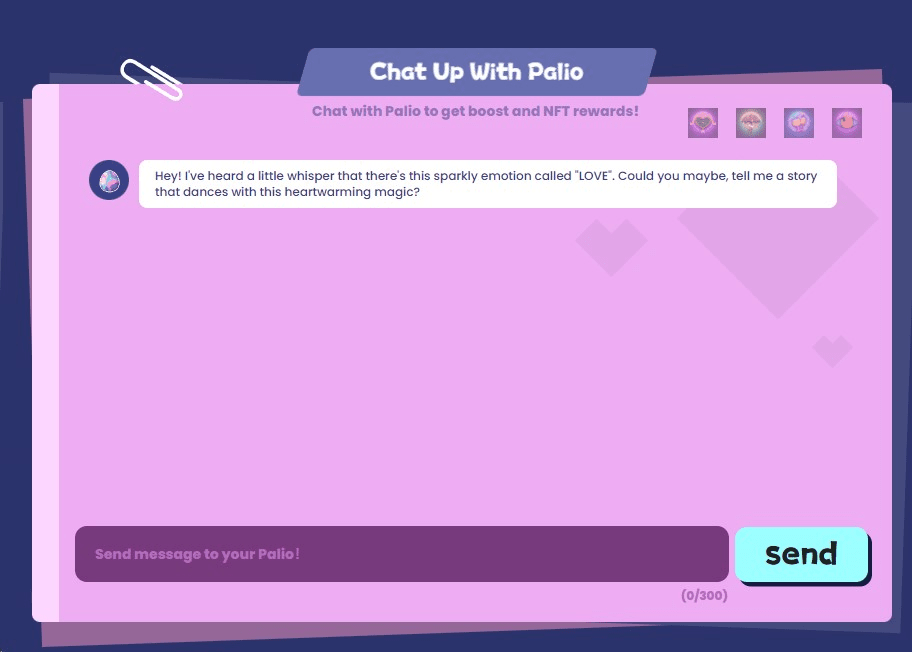 Chat Up With Palio
Chat with Palio to get boost and NFT rewards!
Hey! I've heard a little whisper that there's this sparkly emotion called "LOVE". Could you maybe, tell me a story
that dances with this heartwarming magic?
Send message to your Palio!
send
(0/300)